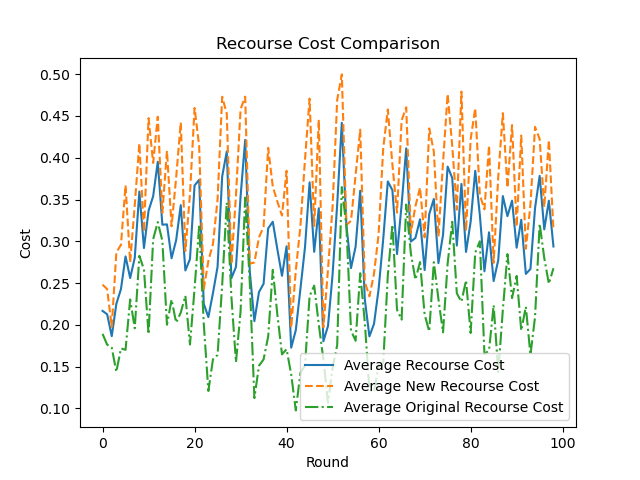 Recourse Cost Comparison
0.50
0.45
0.40
0.35
0.30
0.25
0.20
0.15
0.10
Cost
Average Recourse Cost
Average New Recourse Cost
Average Original Recourse Cost
0 20 40 60 80 100
Round